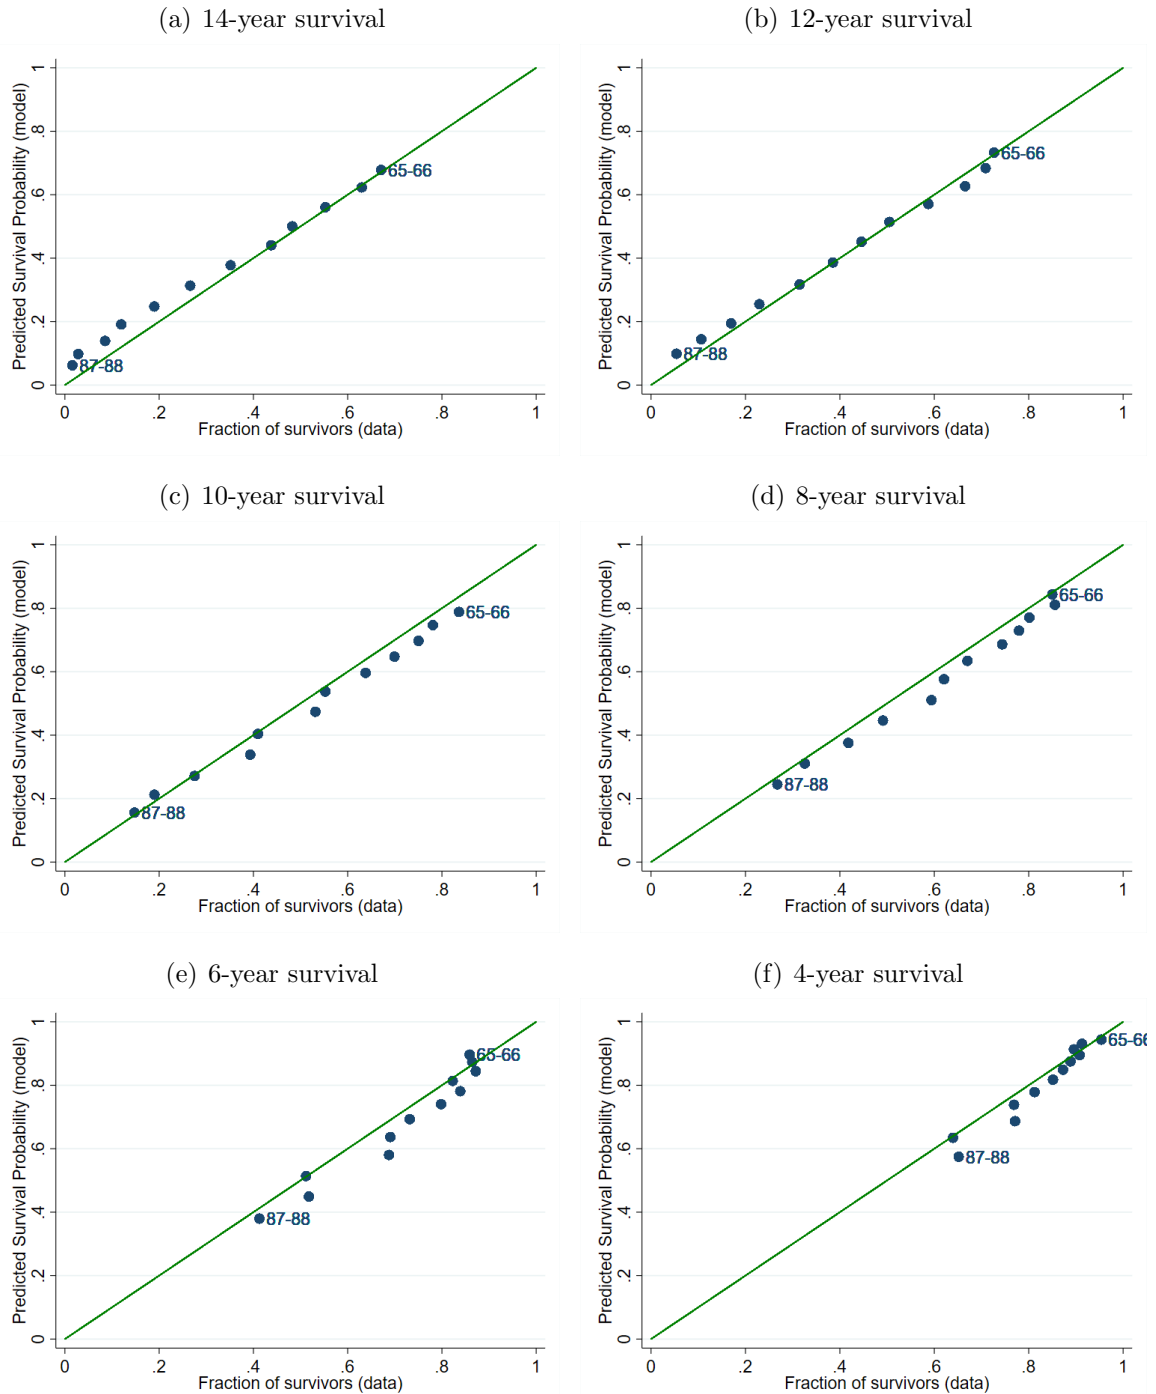 (a) 14-year survival
Predicted Survival Probability (model)
1
.8
.6
.4
.2
0
65-66
87-88
0 .2 .4 .6 .8 1
Fraction of survivors (data)
(b) 12-year survival
Predicted Survival Probability (model)
1
.8
.6
.4
.2
0
65-66
87-88
0 .2 .4 .6 .8 1
Fraction of survivors (data)
(c) 10-year survival
Predicted Survival Probability (model)
1
.8
.6
.4
.2
0
65-66
87-88
0 .2 .4 .6 .8 1
Fraction of survivors (data)
(d) 8-year survival
Predicted Survival Probability (model)
1
.8
.6
.4
.2
0
65-66
87-88
0 .2 .4 .6 .8 1
Fraction of survivors (data)
(e) 6-year survival
Predicted Survival Probability (model)
1
.8
.6
.4
.2
0
65-66
87-88
0 .2 .4 .6 .8 1
Fraction of survivors (data)
(f) 4-year survival
Predicted Survival Probability (model)
1
.8
.6
.4
.2
0
65-66
87-88
0 .2 .4 .6 .8 1
Fraction of survivors (data)